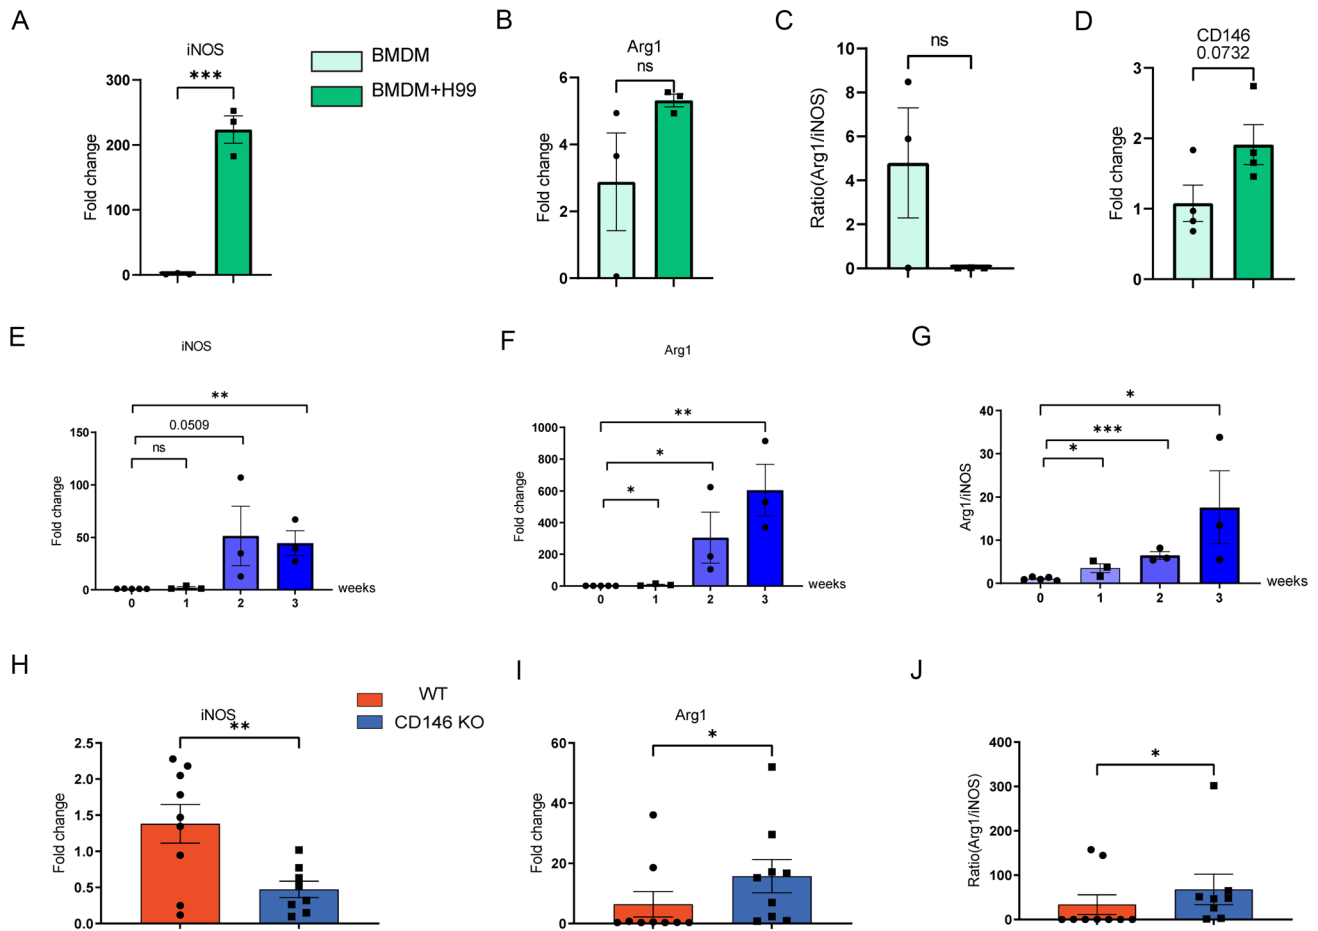 A
iNOS
***
300
200
100
0
Fold change
BMDM
BMDM+H99
B
Arg1
ns
6
4
2
0
Fold change
C
ns
10
8
6
4
2
0
Ratio(Arg1/iNOS)
D
CD146
0.0732
3
2
1
0
Fold change
E
iNOS
**
0.0509
ns
150
100
50
0
Fold change
0 1 2 3
weeks
F
Arg1
**
*
*
1000
800
600
400
200
0
Fold change
0 1 2 3
weeks
G
*
***
*
40
30
20
10
0
Arg1/iNOS
0 1 2 3
weeks
H
iNOS
**
2.5
2.0
1.5
1.0
0.5
0.0
Fold change
WT
CD146 KO
I
Arg1
*
60
40
20
0
Fold change
J
*
400
300
200
100
0
Ratio(Arg1/iNOS)